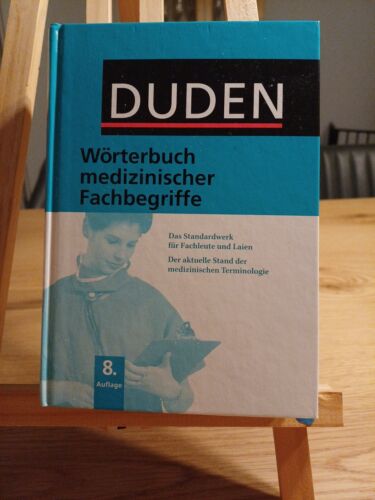 DUDEN
Wörterbuch
medizinischer
Fachbegriffe
Das Standardwerk
für Fachleute und Laien
Der aktuelle Stand der
medizinischen Terminologie
8.
Auflage